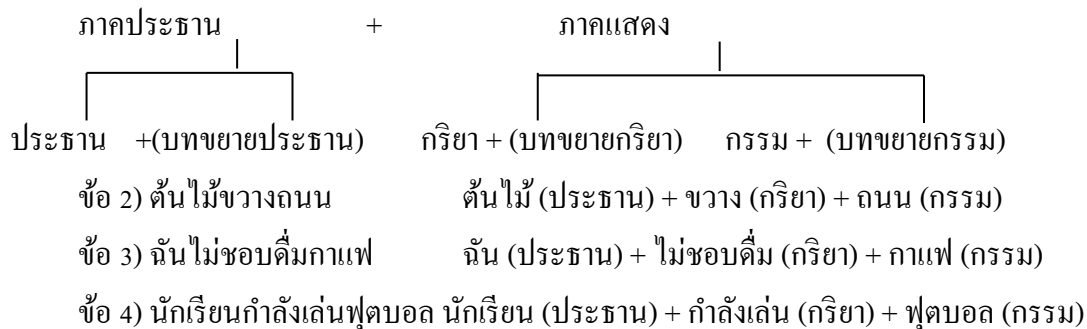 ภาคประธาน + ภาคแสดง
ประธาน +(บทขยายประธาน) กริยา + (บทขยายกริยา) กรรม + (บทขยายกรรม)
ข้อ 2) ต้นไม้ขวางถนน ต้นไม้ (ประธาน) + ขวาง (กริยา) + ถนน (กรรม)
ข้อ 3) ฉันไม่ชอบดื่มกาแฟ ฉัน (ประธาน) + ไม่ชอบดื่ม (กริยา) + กาแฟ (กรรม)
ข้อ 4) นักเรียนกำลังเล่นฟุตบอล นักเรียน (ประธาน) + กำลังเล่น (กริยา) + ฟุตบอล (กรรม)